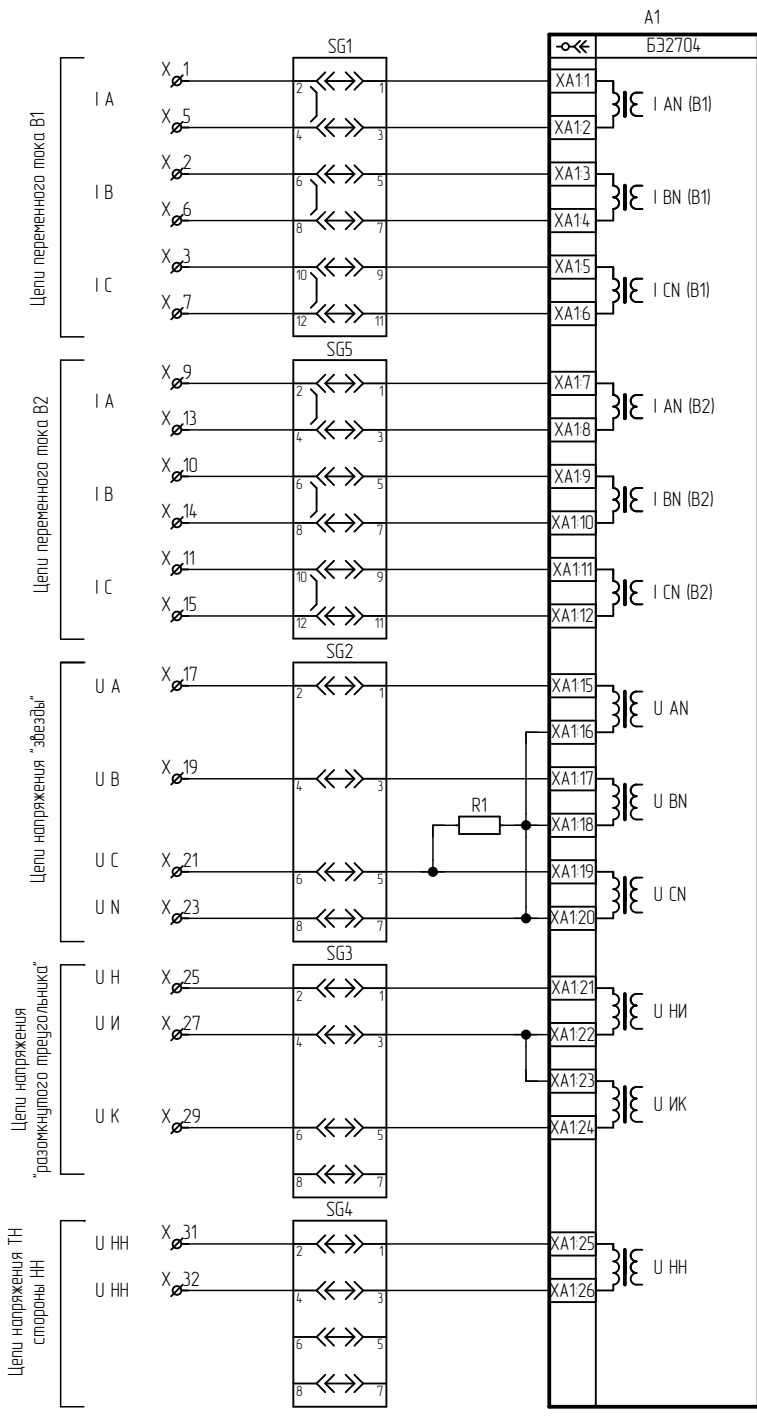 A1
SG1
БЭ2704
Цепи переменного тока В1
I A
X 1
2 1
XA1:1
I AN (B1)
X 5
4 3
XA1:2
I B
X 2
6 5
XA1:3
I BN (B1)
X 6
8 7
XA1:4
I C
X 3
10 9
XA1:5
I CN (B1)
X 7
12 11
XA1:6
SG5
Цепи переменного тока В2
I A
X 9
2 1
XA1:7
I AN (B2)
X 13
4 3
XA1:8
I B
X 10
6 5
XA1:9
I BN (B2)
X 14
8 7
XA1:10
I C
X 11
10 9
XA1:11
I CN (B2)
X 15
12 11
XA1:12
SG2
Цепи напряжения "звезды"
U A
X 17
2 1
XA1:15
U AN
XA1:16
U B
X 19
4 3
XA1:17
U BN
R1
XA1:18
U C
X 21
6 5
XA1:19
U CN
U N
X 23
8 7
XA1:20
SG3
Цепи напряжения
"разомкнутого треугольника"
U Н
X 25
2 1
XA1:21
U НИ
U И
X 27
4 3
XA1:22
XA1:23
U ИК
U К
X 29
6 5
XA1:24
8 7
SG4
Цепи напряжения ТН
стороны НН
U НН
X 31
2 1
XA1:25
U НН
U НН
X 32
4 3
XA1:26
6 5
8 7